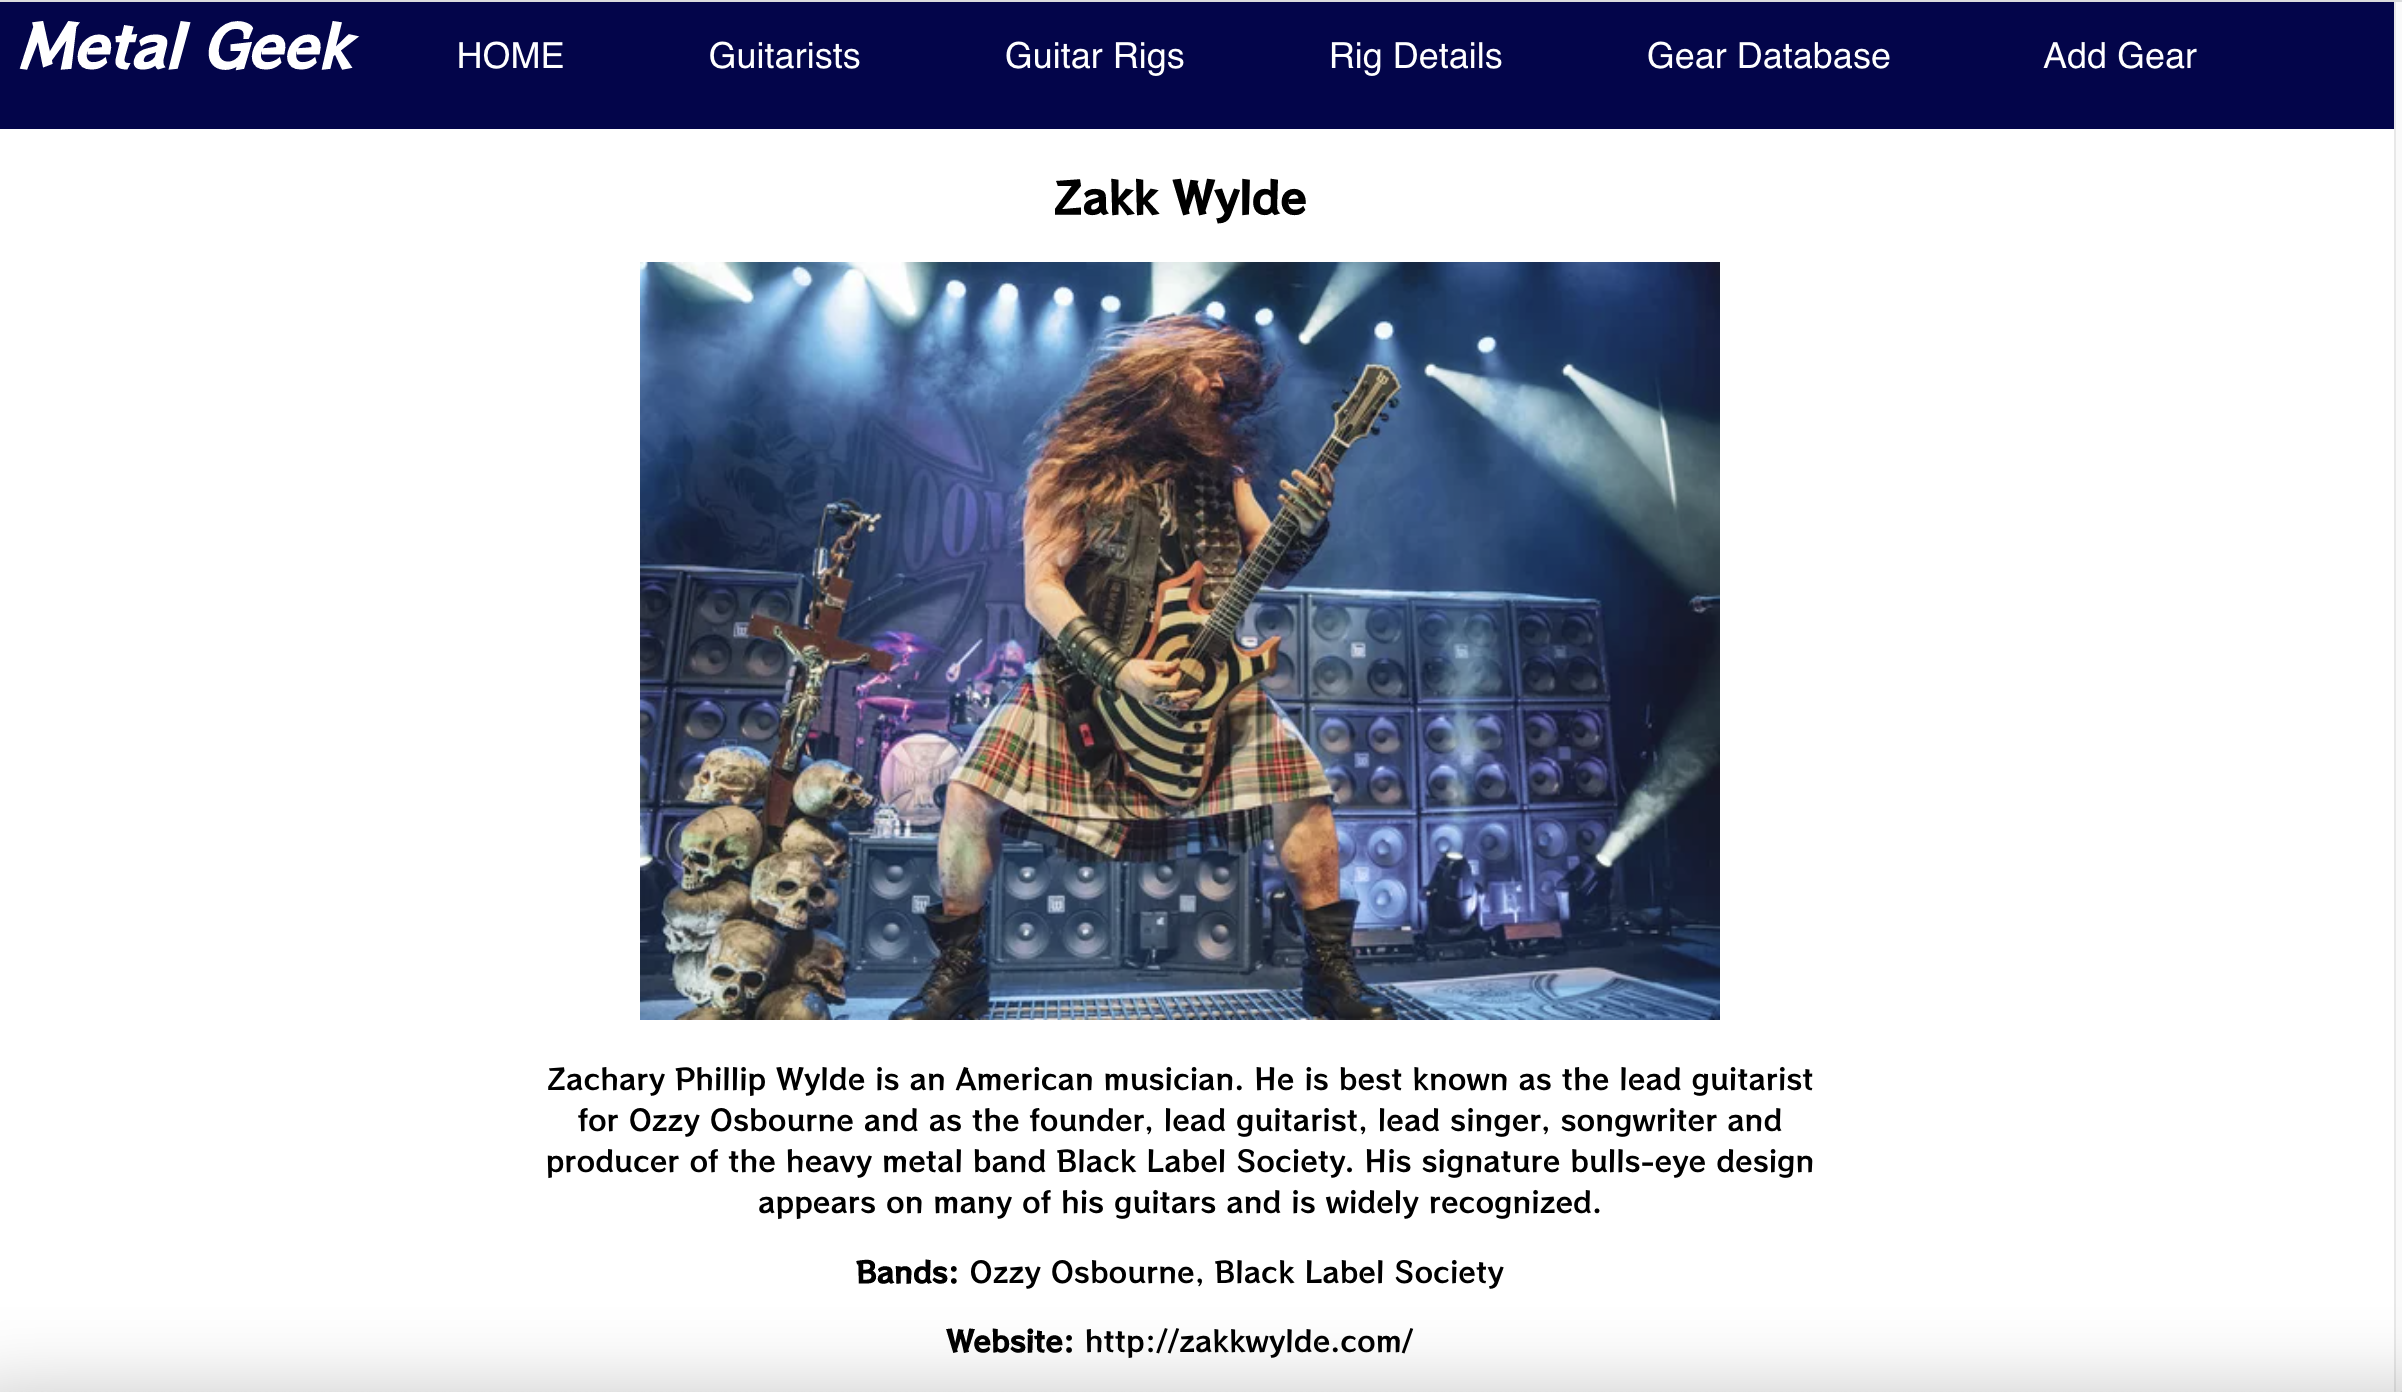 Metal Geek HOME Guitarists Guitar Rigs Rig Details Gear Database Add Gear
Zakk Wylde
Zachary Phillip Wylde is an American musician. He is best known as the lead guitarist
for Ozzy Osbourne and as the founder, lead guitarist, lead singer, songwriter and
producer of the heavy metal band Black Label Society. His signature bulls-eye design
appears on many of his guitars and is widely recognized.
Bands: Ozzy Osbourne, Black Label Society
Website: http://zakkwylde.com/